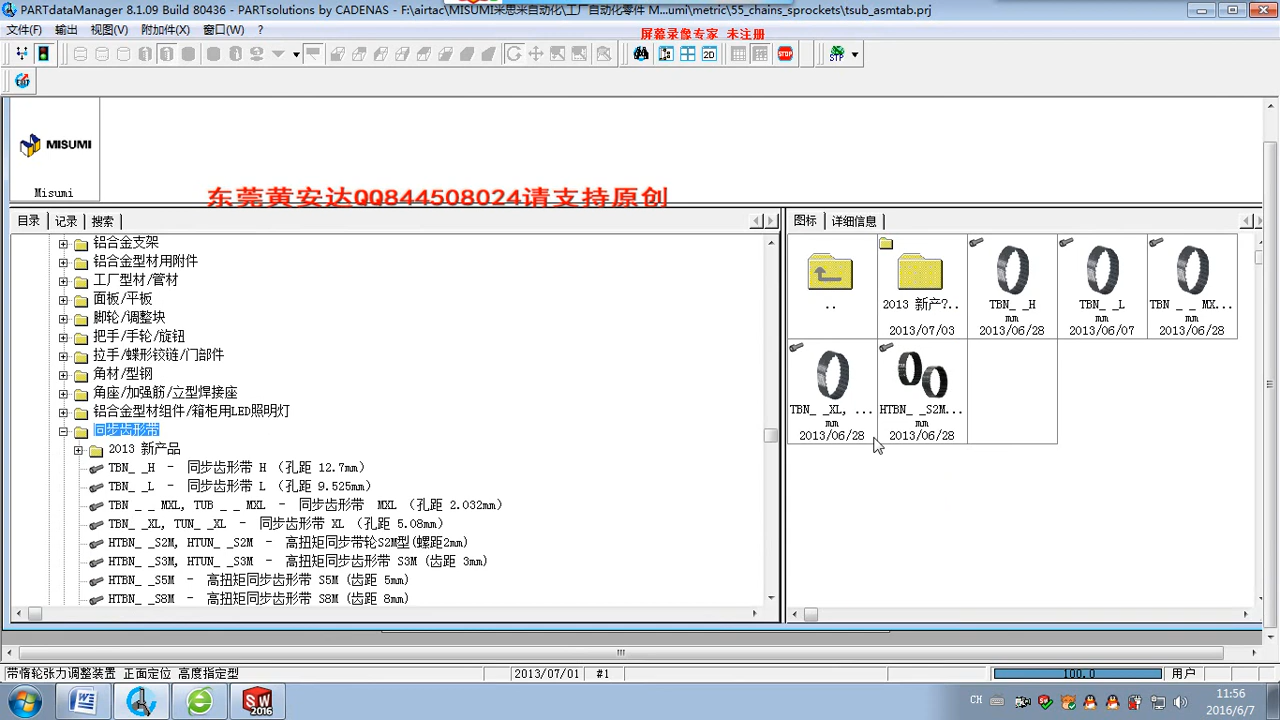 PARTdataManager 8.1.09 Build 80436 - PARTsolutions by CADENAS - F:\airtac\MISUMI米思米自动化\工厂自动化零件 M...umi\metric\55_chains_sprockets\tsub_asmtab.prj
文件(F) 输出 视图(V) 附加件(X) 窗口(W) ?
屏幕录像专家 未注册
2D
STOP
STP
MISUMI
Misumi
东莞黄安达QQ844508024请支持原创
目录 记录 搜索
铝合金支架
铝合金型材用附件
工厂型材/管材
面板/平板
脚轮/调整块
把手/手轮/旋钮
拉手/蝶形铰链/门部件
角材/型钢
角座/加强筋/立型焊接座
铝合金型材组件/箱柜用LED照明灯
同步齿形带
2013 新产品
TBN_ _H - 同步齿形带 H (孔距 12.7mm)
TBN_ _L - 同步齿形带 L (孔距 9.525mm)
TBN _ _ MXL, TUB _ _ MXL - 同步齿形带 MXL (孔距 2.032mm)
TBN_ _XL, TUN_ _XL - 同步齿形带 XL (孔距 5.08mm)
HTBN_ _S2M, HTUN_ _S2M - 高扭矩同步带轮S2M型(螺距2mm)
HTBN_ _S3M, HTUN_ _S3M - 高扭矩同步齿形带 S3M (齿距 3mm)
HTBN_ _S5M - 高扭矩同步齿形带 S5M (齿距 5mm)
HTBN_ _S8M - 高扭矩同步齿形带 S8M (齿距 8mm)
图标 详细信息
..
2013 新产?..
2013/07/03
TBN_ _H
mm
2013/06/28
TBN_ _L
mm
2013/06/07
TBN _ _ MX...
mm
2013/06/28
TBN_ _XL, ...
mm
2013/06/28
HTBN_ _S2M...
mm
2013/06/28
带惰轮张力调整装置 正面定位 高度指定型
2013/07/01 #1
100.0
用户
SW
2016
CH
11:56
2016/6/7